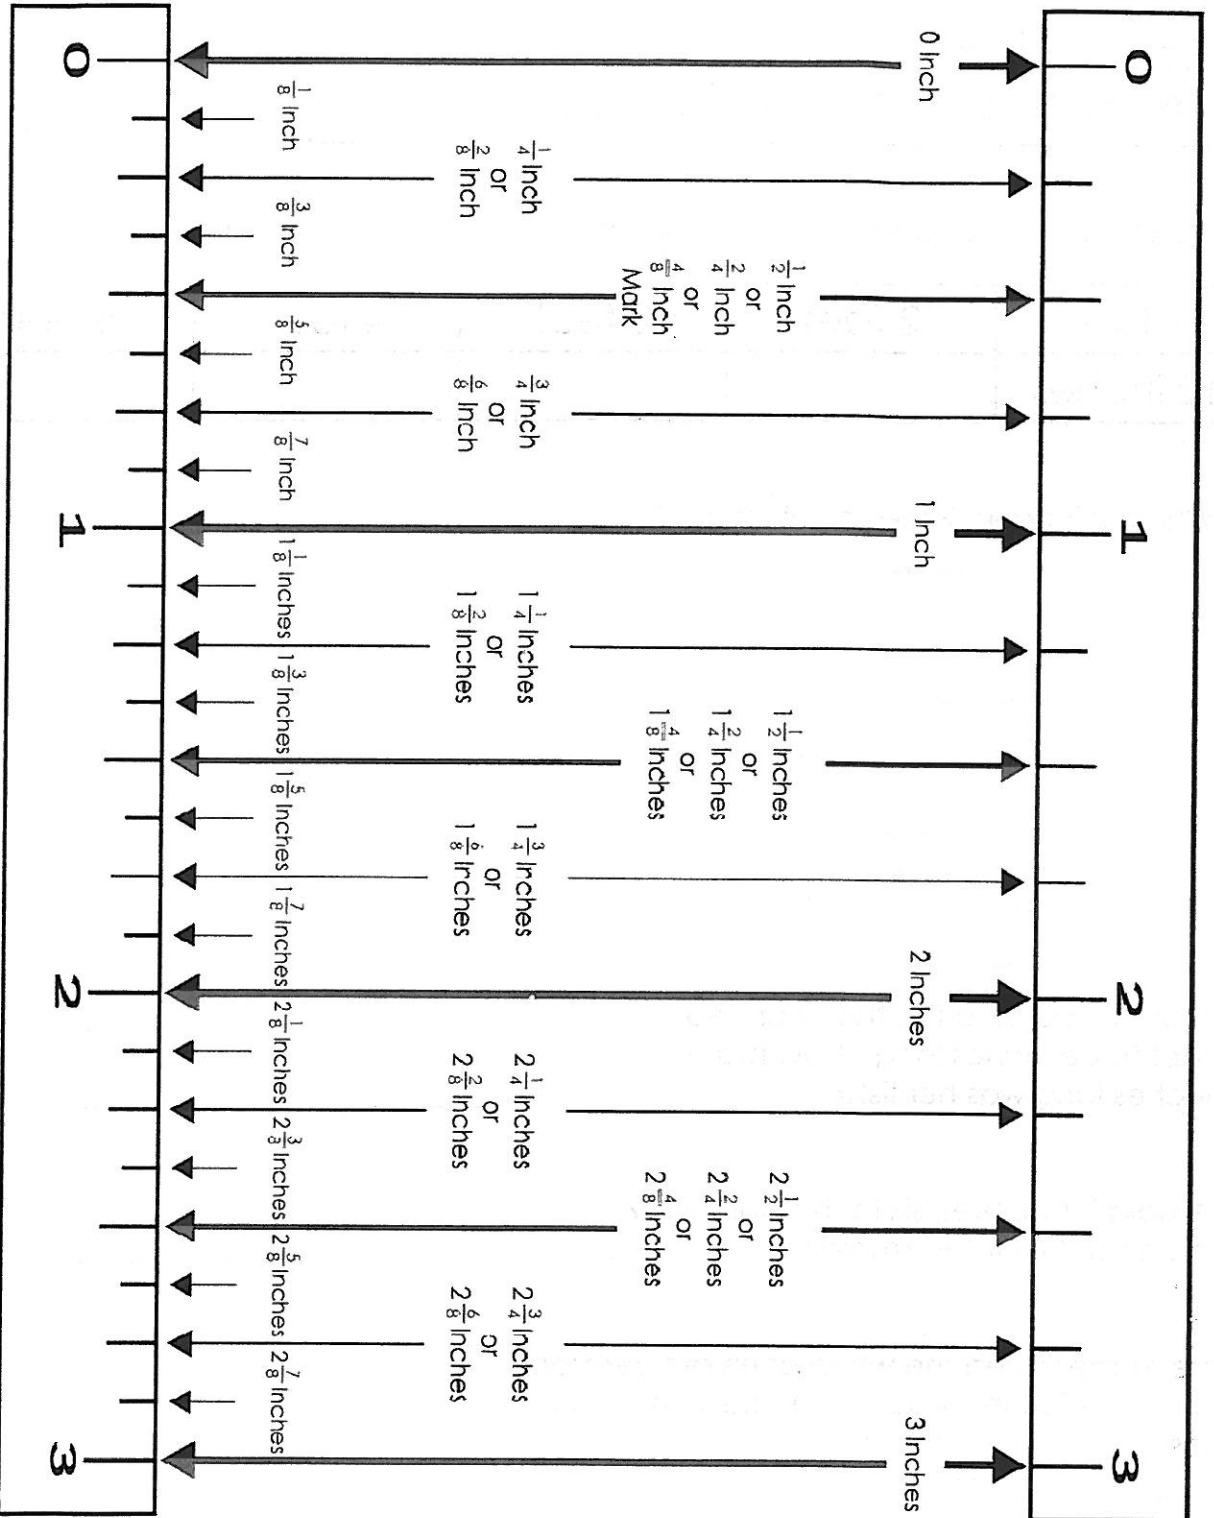 0
1
2
3
0 Inch
1 Inch
2 Inches
3 Inches
1/2 Inch
or
2/4 Inch
or
4/8 Inch
Mark
1 1/2 Inches
or
1 2/4 Inches
or
1 4/8 Inches
2 1/2 Inches
or
2 2/4 Inches
or
2 4/8 Inches
1/4 Inch
or
2/8 Inch
3/4 Inch
or
6/8 Inch
1 1/4 Inches
or
1 2/8 Inches
1 3/4 Inches
or
1 6/8 Inches
2 1/4 Inches
or
2 2/8 Inches
2 3/4 Inches
or
2 6/8 Inches
1/8 Inch
3/8 Inch
5/8 Inch
7/8 Inch
1 1/8 Inches
1 3/8 Inches
1 5/8 Inches
1 7/8 Inches
2 1/8 Inches
2 3/8 Inches
2 5/8 Inches
2 7/8 Inches
0
1
2
3